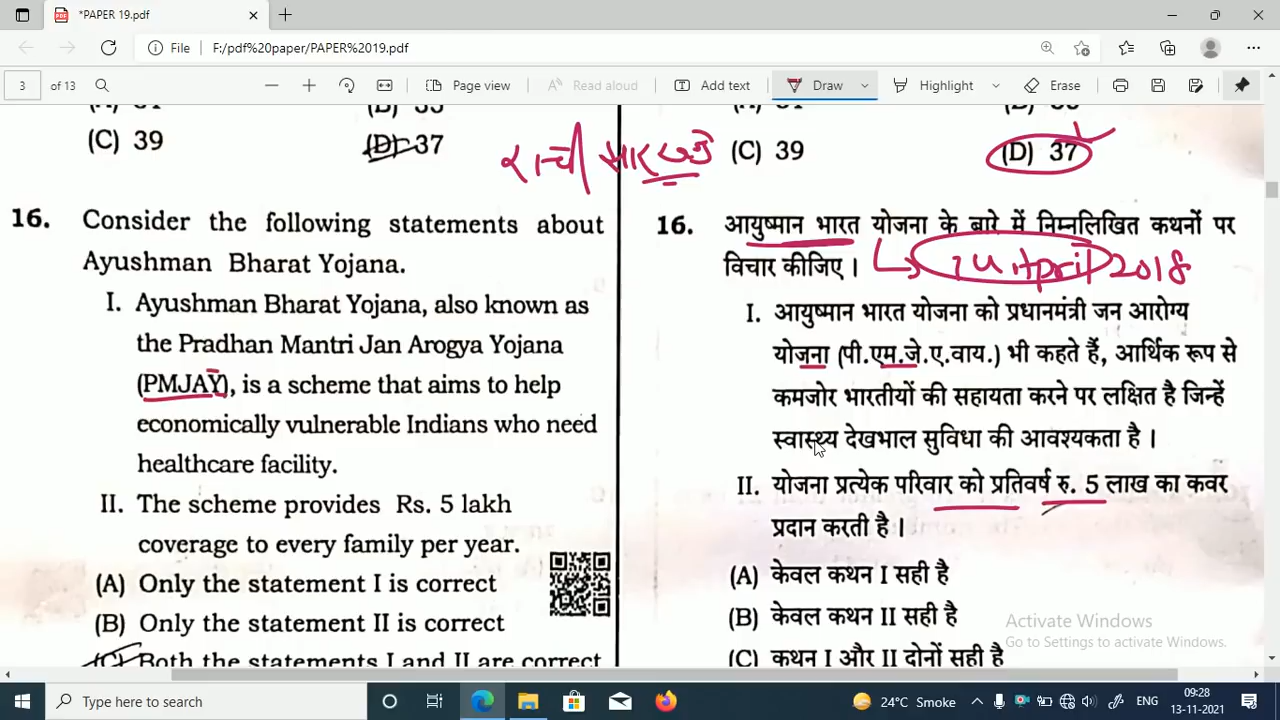 *PAPER 19.pdf
File F:/pdf%20paper/PAPER%2019.pdf
3 of 13 Page view Read aloud Add text Draw Highlight Erase
(C) 39 (D) 37
16. Consider the following statements about
Ayushman Bharat Yojana.
I. Ayushman Bharat Yojana, also known as
the Pradhan Mantri Jan Arogya Yojana
(PMJAY), is a scheme that aims to help
economically vulnerable Indians who need
healthcare facility.
II. The scheme provides Rs. 5 lakh
coverage to every family per year.
(A) Only the statement I is correct
(B) Only the statement II is correct
(C) Both the statements I and II are correct
(C) 39 (D) 37
16. आयुष्मान भारत योजना के बारे में निम्नलिखित कथनों पर
विचार कीजिए । April 2018
I. आयुष्मान भारत योजना को प्रधानमंत्री जन आरोग्य
योजना (पी.एम.जे.ए.वाय.) भी कहते हैं, आर्थिक रूप से
कमजोर भारतीयों की सहायता करने पर लक्षित है जिन्हें
स्वास्थ्य देखभाल सुविधा की आवश्यकता है ।
II. योजना प्रत्येक परिवार को प्रतिवर्ष रु. 5 लाख का कवर
प्रदान करती है ।
(A) केवल कथन I सही है
(B) केवल कथन II सही है
(C) कथन I और II दोनों सही है
Activate Windows
Go to Settings to activate Windows.
Type here to search 24°C Smoke ENG 09:28
13-11-2021